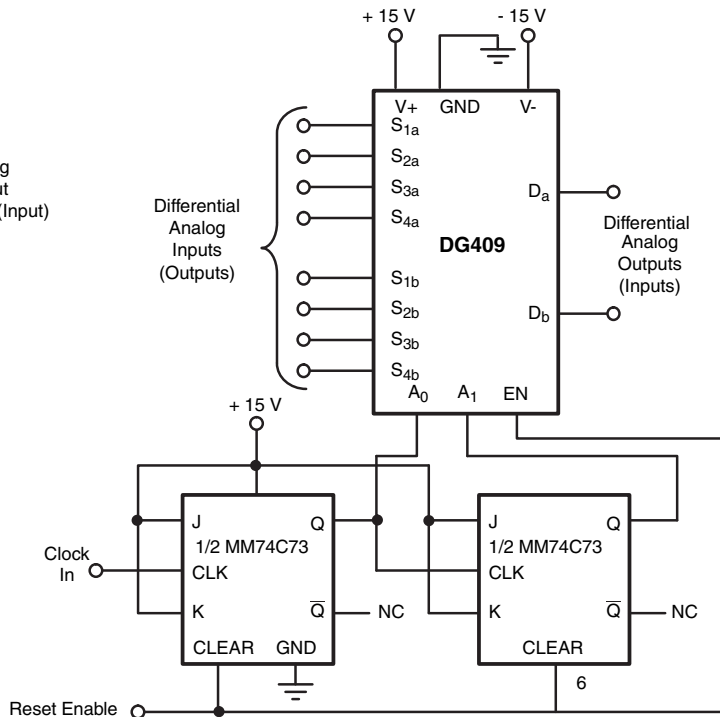 + 15 V
- 15 V
V+ GND V-
S1a
S2a
S3a
S4a
S1b
S2b
S3b
S4b
DG409
Da
Db
A0 A1 EN
(Input)
Differential
Analog
Inputs
(Outputs)
Differential
Analog
Outputs
(Inputs)
+ 15 V
J Q
1/2 MM74C73
CLK
K Q
CLEAR GND
NC
Clock
In
J Q
1/2 MM74C73
CLK
K Q
CLEAR
NC
6
Reset Enable